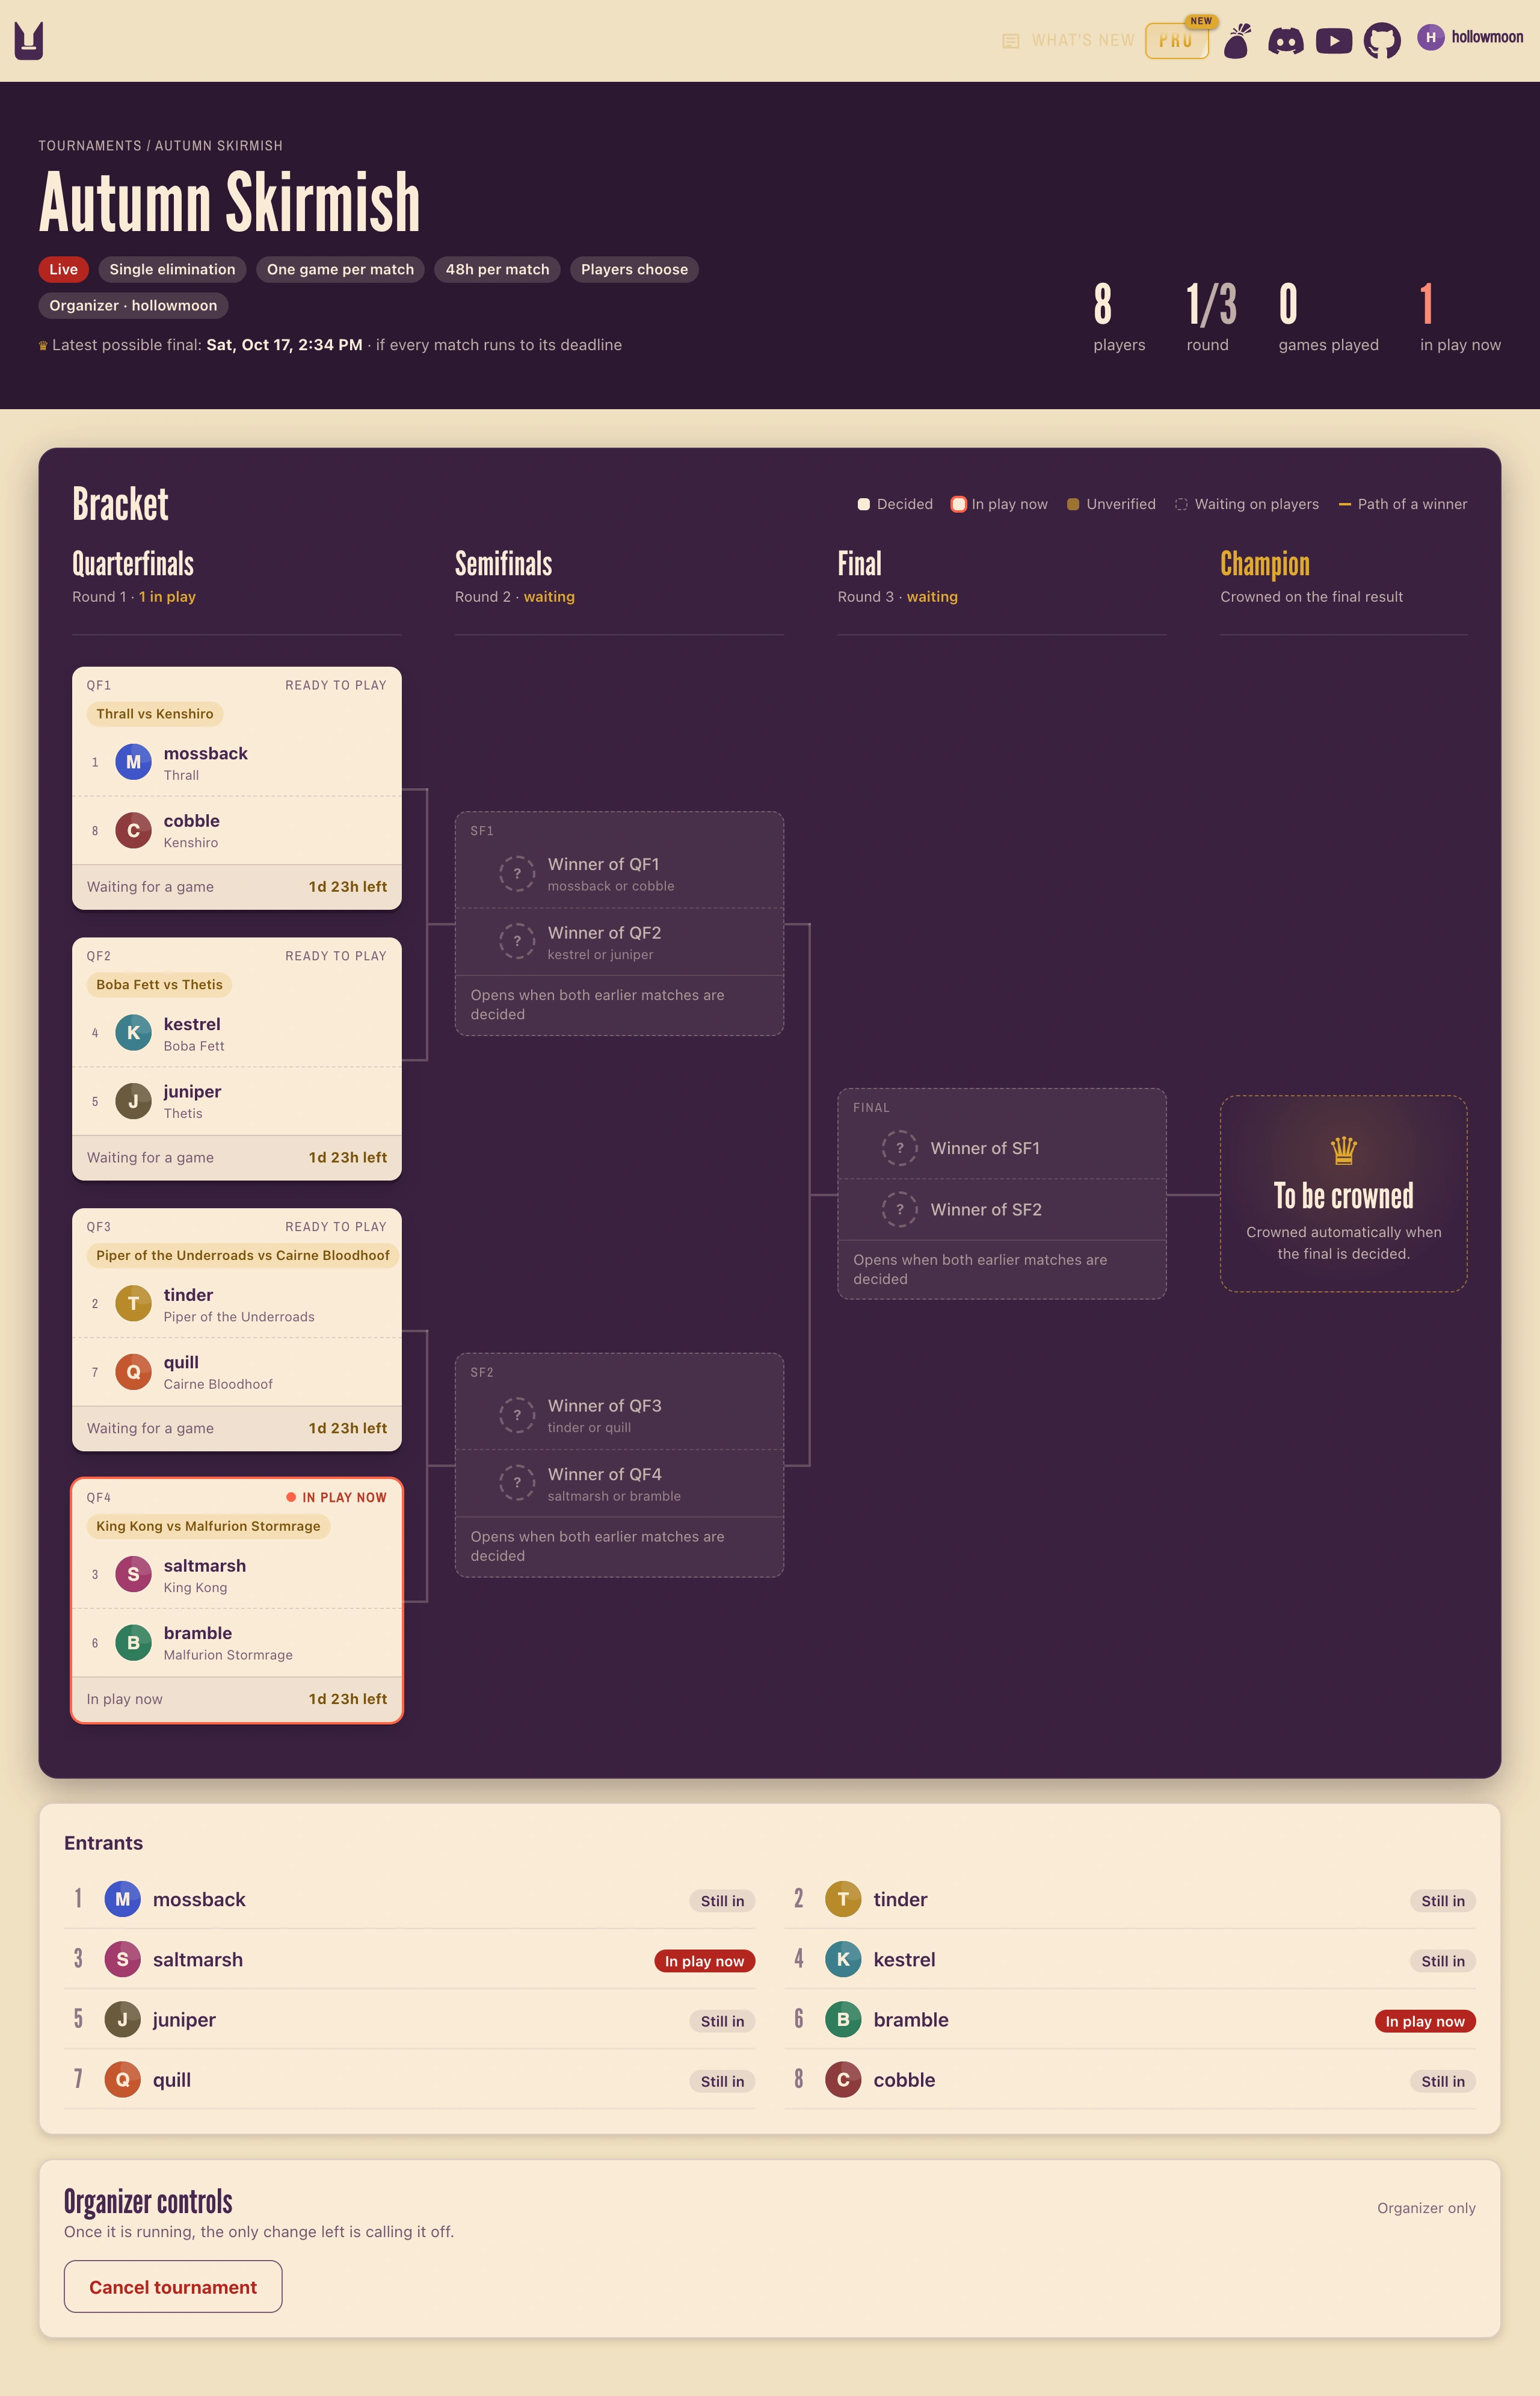 WHAT'S NEW
PRO
NEW
H
hollowmoon
TOURNAMENTS / AUTUMN SKIRMISH
Autumn Skirmish
Live
Single elimination
One game per match
48h per match
Players choose
Organizer · hollowmoon
♛ Latest possible final: Sat, Oct 17, 2:34 PM · if every match runs to its deadline
8
players
1/3
round
0
games played
1
in play now
Bracket
Decided
In play now
Unverified
Waiting on players
Path of a winner
Quarterfinals
Round 1 · 1 in play
Semifinals
Round 2 · waiting
Final
Round 3 · waiting
Champion
Crowned on the final result
QF1
READY TO PLAY
Thrall vs Kenshiro
1
M
mossback
Thrall
8
C
cobble
Kenshiro
Waiting for a game
1d 23h left
QF2
READY TO PLAY
Boba Fett vs Thetis
4
K
kestrel
Boba Fett
5
J
juniper
Thetis
Waiting for a game
1d 23h left
QF3
READY TO PLAY
Piper of the Underroads vs Cairne Bloodhoof
2
T
tinder
Piper of the Underroads
7
Q
quill
Cairne Bloodhoof
Waiting for a game
1d 23h left
QF4
IN PLAY NOW
King Kong vs Malfurion Stormrage
3
S
saltmarsh
King Kong
6
B
bramble
Malfurion Stormrage
In play now
1d 23h left
SF1
?
Winner of QF1
mossback or cobble
?
Winner of QF2
kestrel or juniper
Opens when both earlier matches are
decided
SF2
?
Winner of QF3
tinder or quill
?
Winner of QF4
saltmarsh or bramble
Opens when both earlier matches are
decided
FINAL
?
Winner of SF1
?
Winner of SF2
Opens when both earlier matches are
decided
♛
To be crowned
Crowned automatically when
the final is decided.
Entrants
1
M
mossback
Still in
2
T
tinder
Still in
3
S
saltmarsh
In play now
4
K
kestrel
Still in
5
J
juniper
Still in
6
B
bramble
In play now
7
Q
quill
Still in
8
C
cobble
Still in
Organizer controls
Organizer only
Once it is running, the only change left is calling it off.
Cancel tournament